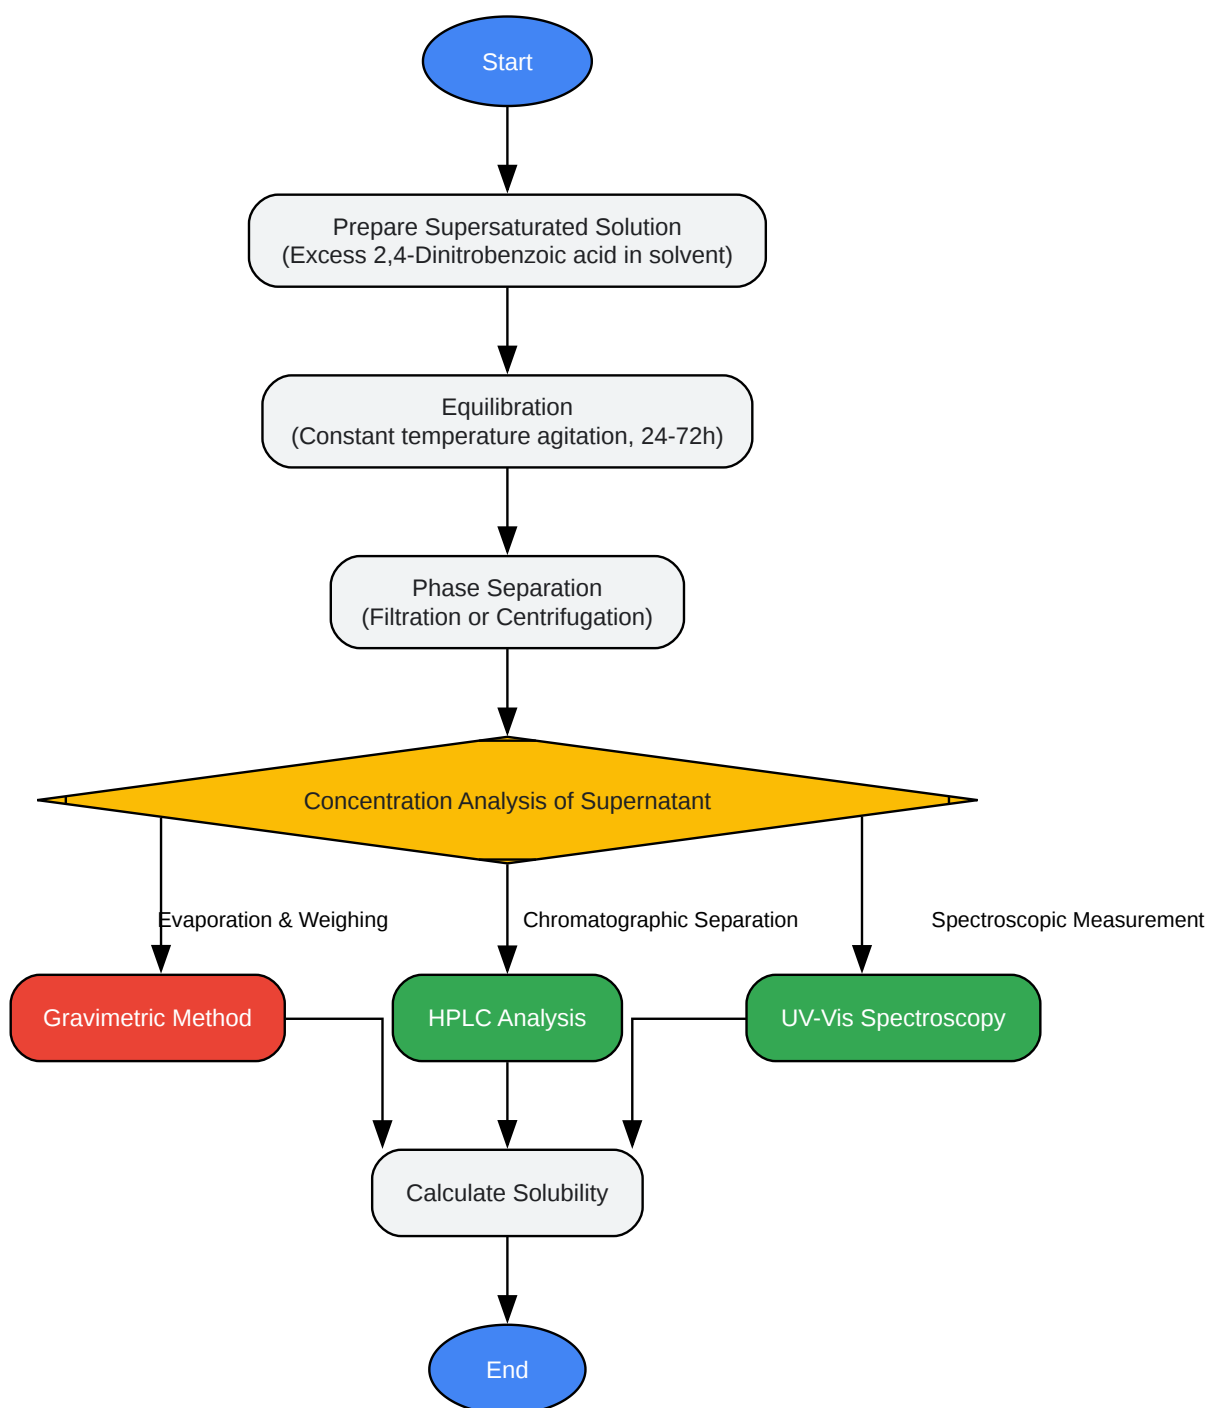 Start
Prepare Supersaturated Solution
(Excess 2,4-Dinitrobenzoic acid in solvent)
Equilibration
(Constant temperature agitation, 24-72h)
Phase Separation
(Filtration or Centrifugation)
Concentration Analysis of Supernatant
Evaporation & Weighing
Chromatographic Separation
Spectroscopic Measurement
Gravimetric Method
HPLC Analysis
UV-Vis Spectroscopy
Calculate Solubility
End